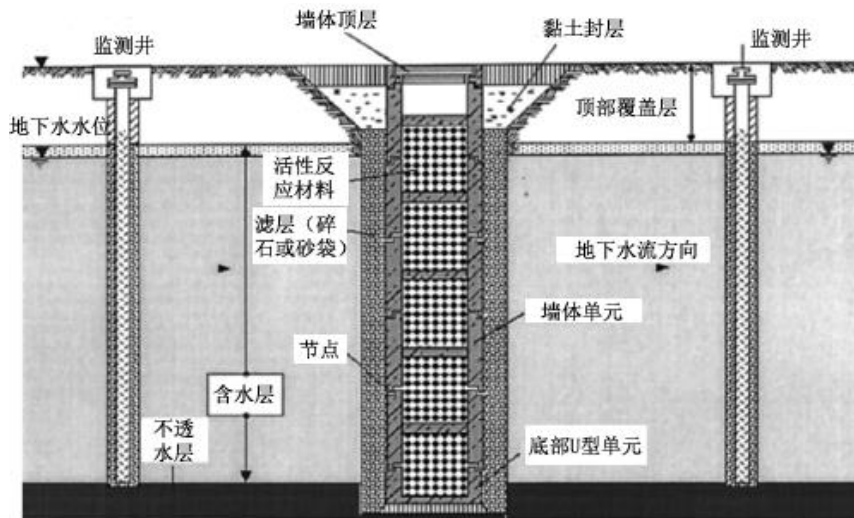 墙体顶层
黏土封层
监测井
监测井
顶部覆盖层
地下水水位
活性反
应材料
滤层（碎
石或砂袋）
地下水流方向
墙体单元
节点
含水层
不透
水层
底部U型单元